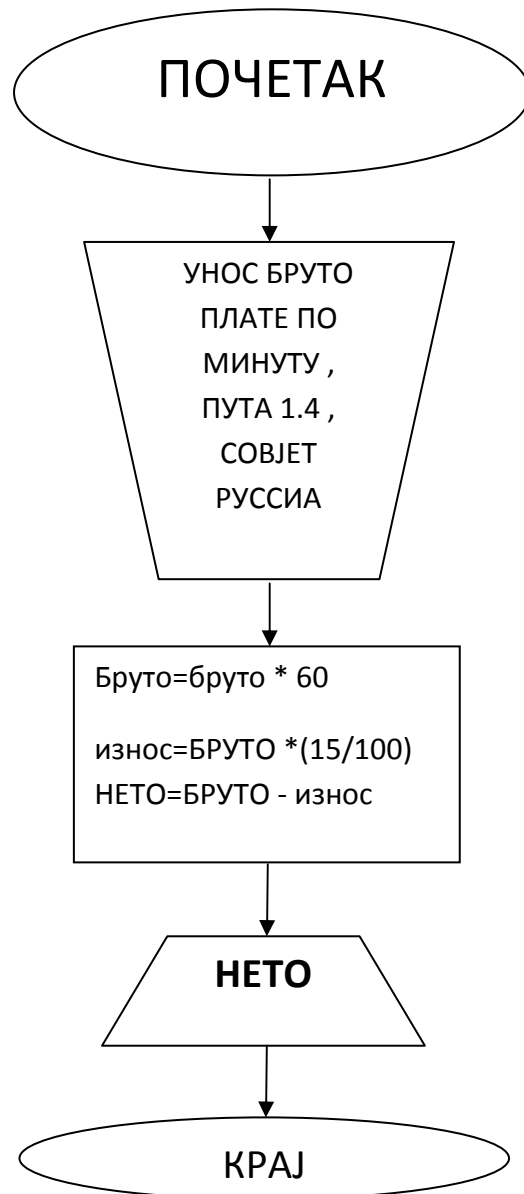 ПОЧЕТАК
УНОС БРУТО
ПЛАТЕ ПО
МИНУТУ ,
ПУТА 1.4 ,
СОВЈЕТ
РУССИА
Бруто=бруто * 60
износ=БРУТО *(15/100)
НЕТО=БРУТО - износ
НЕТО
КРАЈ